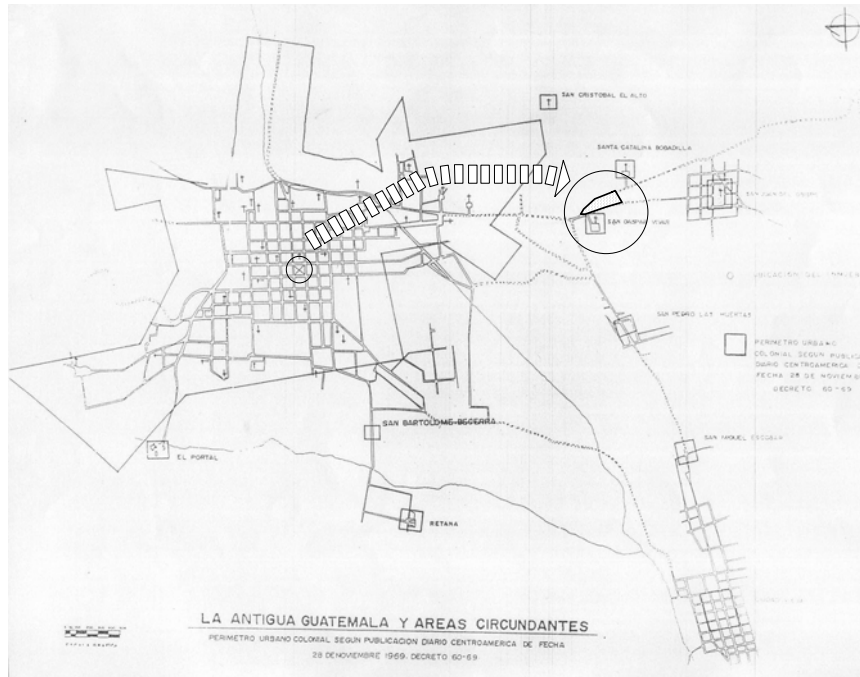 SAN CRISTOBAL EL ALTO
SANTA CATALINA BOBADILLA
SAN GASPAR VIVAR
SAN PEDRO LAS HUERTAS
PERIMETRO URBANO
COLONIAL SEGUN
DIARIO CENTROAMERICA
FECHA 28 DE
DECRETO 60-69
SAN BARTOLOME BECERRA
SAN MIGUEL ESCOBAR
EL PORTAL
RETANA
LA ANTIGUA GUATEMALA Y AREAS CIRCUNDANTES
PERIMETRO URBANO COLONIAL SEGUN PUBLICACION DIARIO CENTROAMERICA DE FECHA
28 DE NOVIEMBRE 1969. DECRETO 60-69